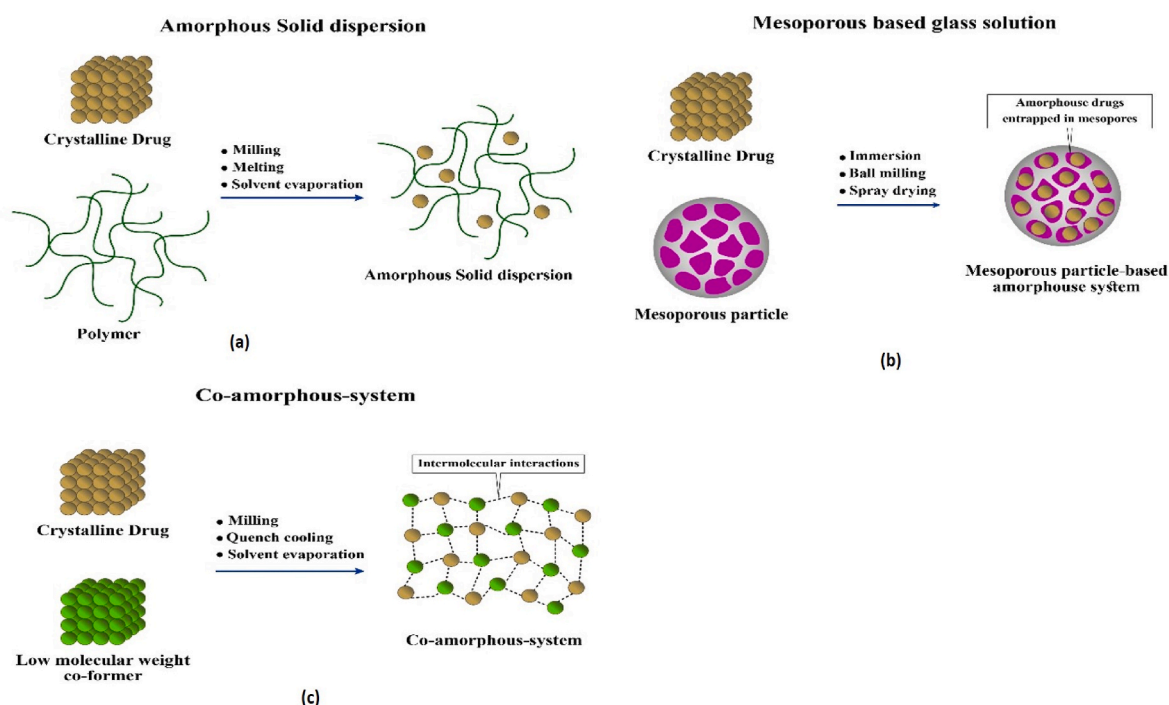 Amorphous Solid dispersion
Crystalline Drug
• Milling
• Melting
• Solvent evaporation
Polymer
Amorphous Solid dispersion
(a)
Mesoporous based glass solution
Crystalline Drug
Mesoporous particle
• Immersion
• Ball milling
• Spray drying
Amorphouse drugs
entrapped in mesopores
Mesoporous particle-based
amorphouse system
(b)
Co-amorphous-system
Crystalline Drug
Low molecular weight
co-former
• Milling
• Quench cooling
• Solvent evaporation
Intermolecular interactions
Co-amorphous-system
(c)